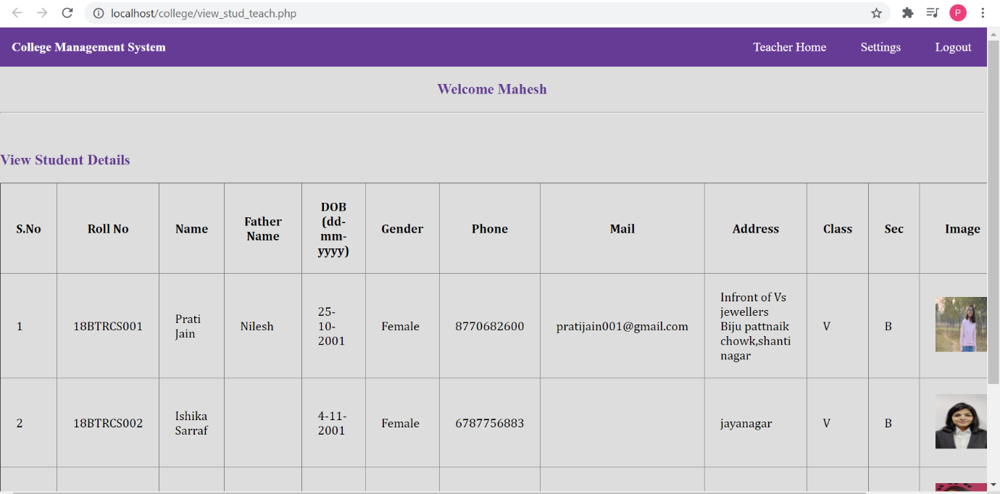 localhost/college/view_stud_teach.php
P
College Management System
Teacher Home
Settings
Logout
Welcome Mahesh
View Student Details
S.No
Roll No
Name
Father
Name
DOB
(dd-
mm-
yyyy)
Gender
Phone
Mail
Address
Class
Sec
Image
1
18BTRCS001
Prati
Jain
Nilesh
25-
10-
2001
Female
8770682600
pratijain001@gmail.com
Infront of Vs
jewellers
Biju pattnaik
chowk,shanti
nagar
V
B
2
18BTRCS002
Ishika
Sarraf
4-11-
2001
Female
6787756883
jayanagar
V
B